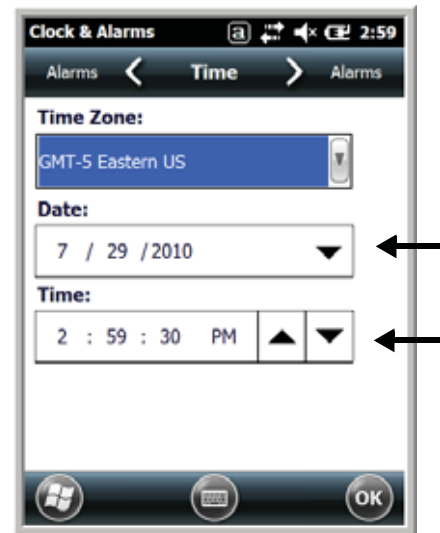 Clock & Alarms a 2:59
Alarms Time Alarms
Time Zone:
GMT-5 Eastern US
Date:
7 / 29 / 2010
Time:
2 : 59 : 30 PM
OK